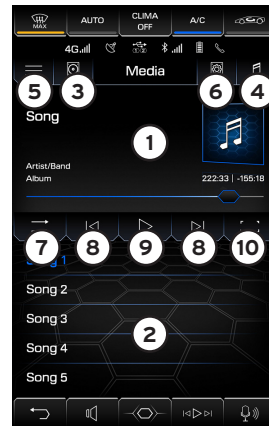 MAX
AUTO
CLIMA
OFF
A/C
4G
5
3
Media
6
4
Song
1
Artist/Band
Album
222:33 | -155:18
7
8
9
8
10
Song 1
Song 2
2
Song 3
Song 4
Song 5